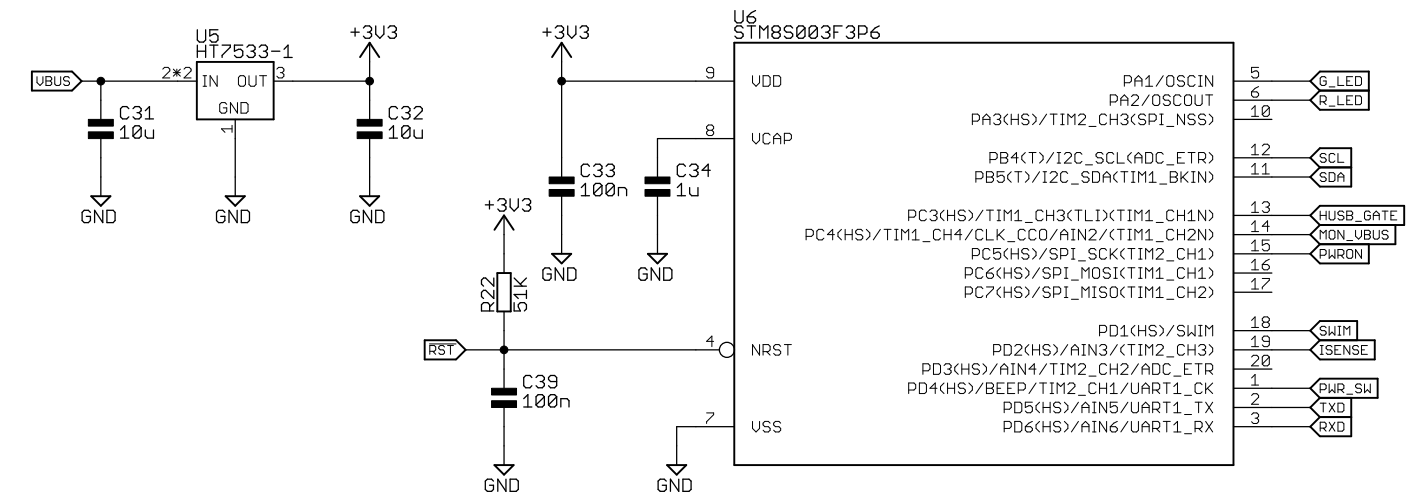 U6
STM8S003F3P6
U5
HT7533-1
+3V3
+3V3
VBUS
2*2
IN
OUT
3
GND
1
C31
10u
C32
10u
GND
GND
GND
C33
100n
C34
1u
GND
GND
+3V3
R22
51K
RST
C39
100n
GND
GND
9
VDD
8
VCAP
4
NRST
7
VSS
PA1/OSCIN
5
G_LED
PA2/OSCOUT
6
R_LED
PA3(HS)/TIM2_CH3(SPI_NSS)
10
PB4(T)/I2C_SCL(ADC_ETR)
12
SCL
PB5(T)/I2C_SDA(TIM1_BKIN)
11
SDA
PC3(HS)/TIM1_CH3(TLI)(TIM1_CH1N)
13
HUSB_GATE
PC4(HS)/TIM1_CH4/CLK_CCO/AIN2/(TIM1_CH2N)
14
MON_VBUS
PC5(HS)/SPI_SCK(TIM2_CH1)
15
PWRON
PC6(HS)/SPI_MOSI(TIM1_CH1)
16
PC7(HS)/SPI_MISO(TIM1_CH2)
17
PD1(HS)/SWIM
18
SWIM
PD2(HS)/AIN3/(TIM2_CH3)
19
ISENSE
PD3(HS)/AIN4/TIM2_CH2/ADC_ETR
20
PD4(HS)/BEEP/TIM2_CH1/UART1_CK
1
PWR_SW
PD5(HS)/AIN5/UART1_TX
2
TXD
PD6(HS)/AIN6/UART1_RX
3
RXD